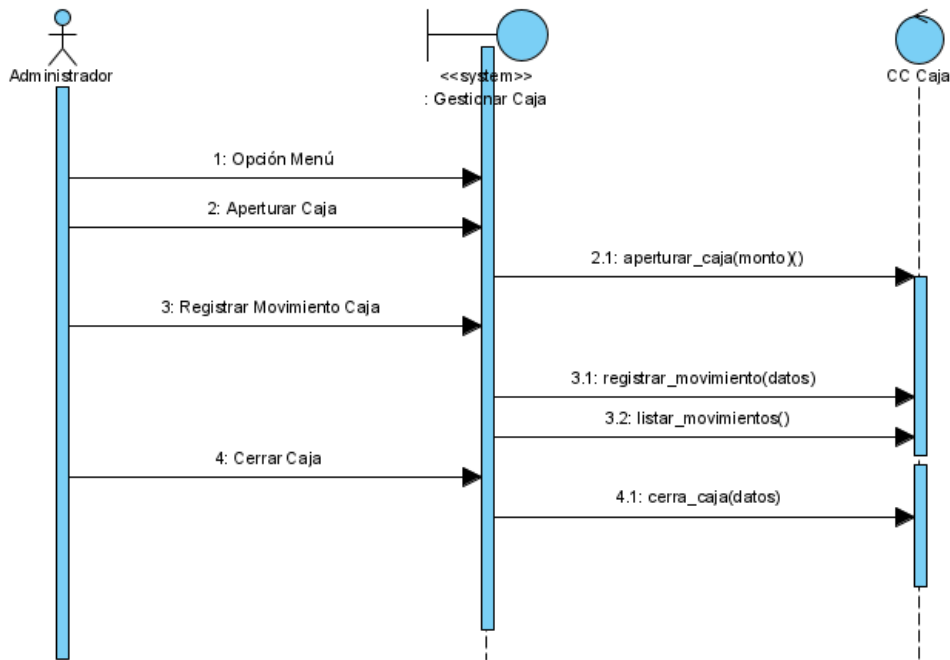 Administrador
<<system>>
: Gestionar Caja
CC Caja
1: Opción Menú
2: Aperturar Caja
2.1: aperturar_caja(monto)()
3: Registrar Movimiento Caja
3.1: registrar_movimiento(datos)
3.2: listar_movimientos()
4: Cerrar Caja
4.1: cerra_caja(datos)